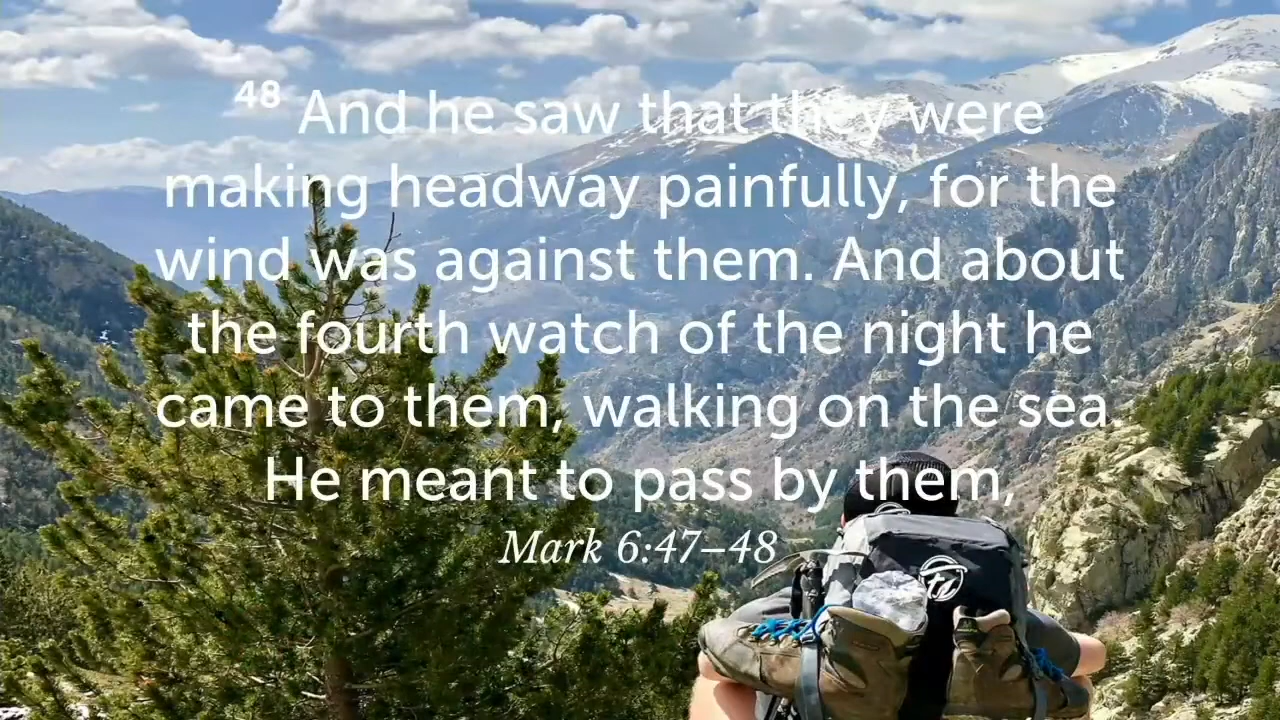 48 And he saw that they were
making headway painfully, for the
wind was against them. And about
the fourth watch of the night he
came to them, walking on the sea.
He meant to pass by them,
Mark 6:47–48